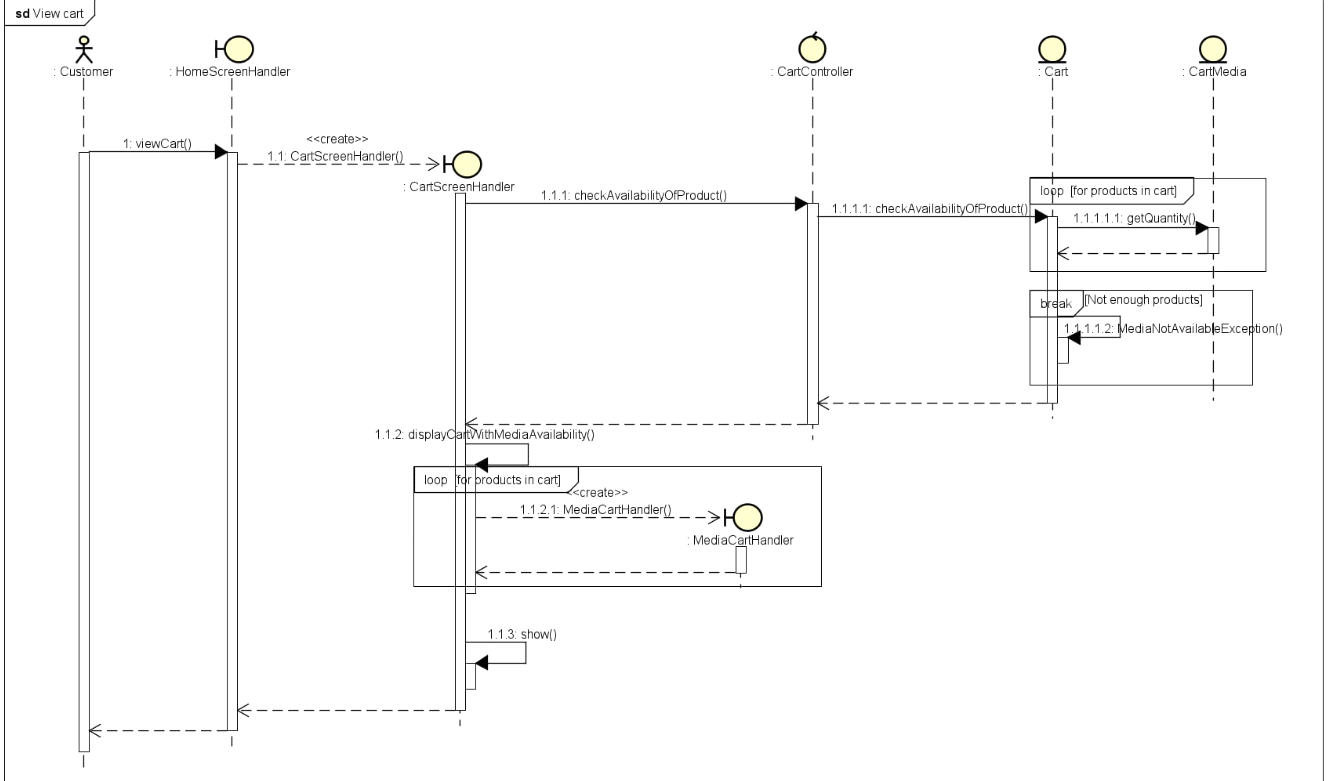 sd View cart
: Customer
: HomeScreenHandler
: CartController
: Cart
: CartMedia
1: viewCart()
<<create>>
1.1: CartScreenHandler()
: CartScreenHandler
1.1.1: checkAvailabilityOfProduct()
1.1.1.1: checkAvailabilityOfProduct()
loop [for products in cart]
1.1.1.1.1: getQuantity()
break [Not enough products]
1.1.1.1.2: MediaNotAvailableException()
1.1.2: displayCartWithMediaAvailability()
loop [for products in cart]
<<create>>
1.1.2.1: MediaCartHandler()
: MediaCartHandler
1.1.3: show()